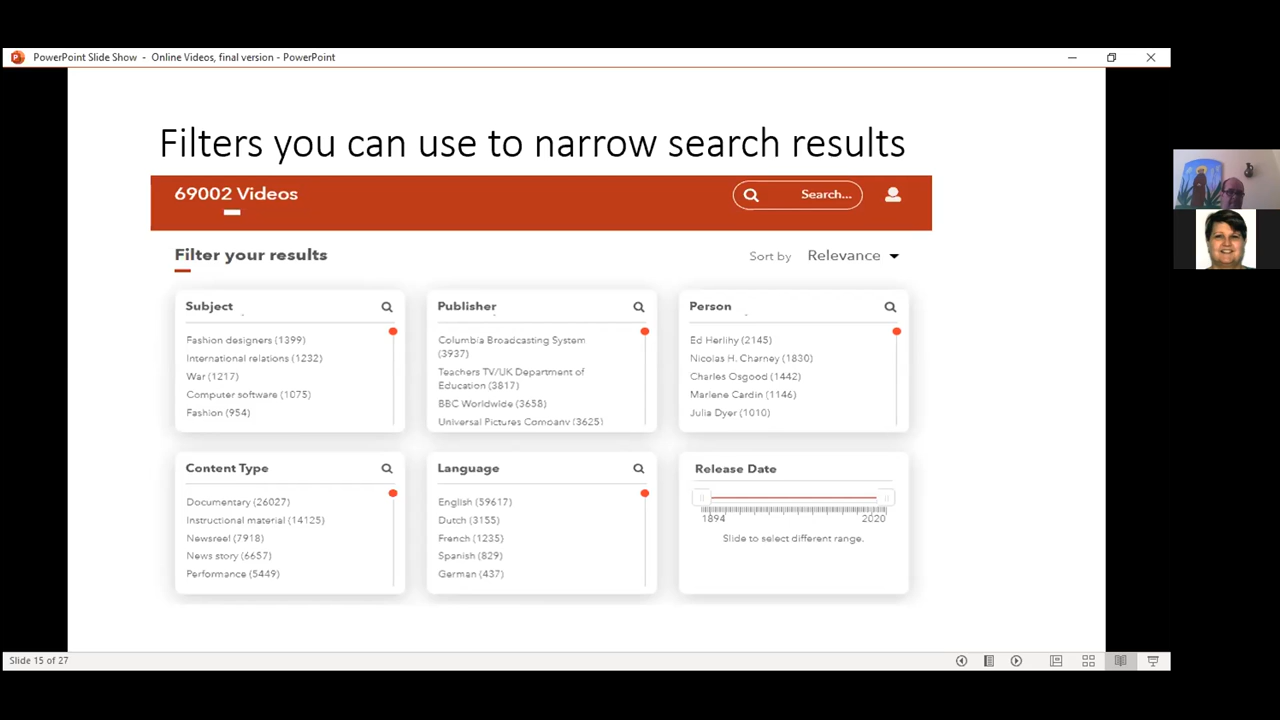 PowerPoint Slide Show - Online Videos, final version - PowerPoint
Filters you can use to narrow search results
69002 Videos
Search...
Filter your results
Sort by Relevance
Subject
Fashion designers (1399)
International relations (1232)
War (1217)
Computer software (1075)
Fashion (954)
Publisher
Columbia Broadcasting System
(3937)
Teachers TV/UK Department of
Education (3817)
BBC Worldwide (3658)
Universal Pictures Company (3625)
Person
Ed Herlihy (2145)
Nicolas H. Charney (1830)
Charles Osgood (1442)
Marlene Cardin (1146)
Julia Dyer (1010)
Content Type
Documentary (26027)
Instructional material (14125)
Newsreel (7918)
News story (6657)
Performance (5449)
Language
English (59617)
Dutch (3155)
French (1235)
Spanish (829)
German (437)
Release Date
1894 2020
Slide to select different range.
Slide 15 of 27